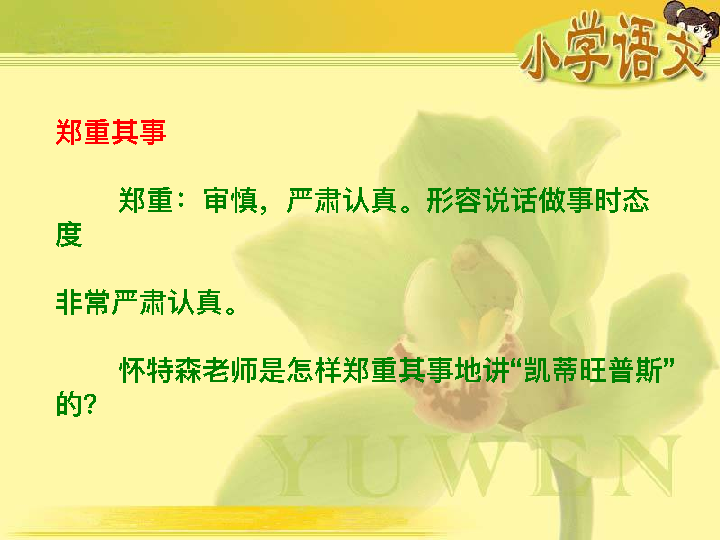 小学语文
郑重其事
郑重：审慎，严肃认真。形容说话做事时态
度
非常严肃认真。
怀特森老师是怎样郑重其事地讲“凯蒂旺普斯”
的？
YUWEN